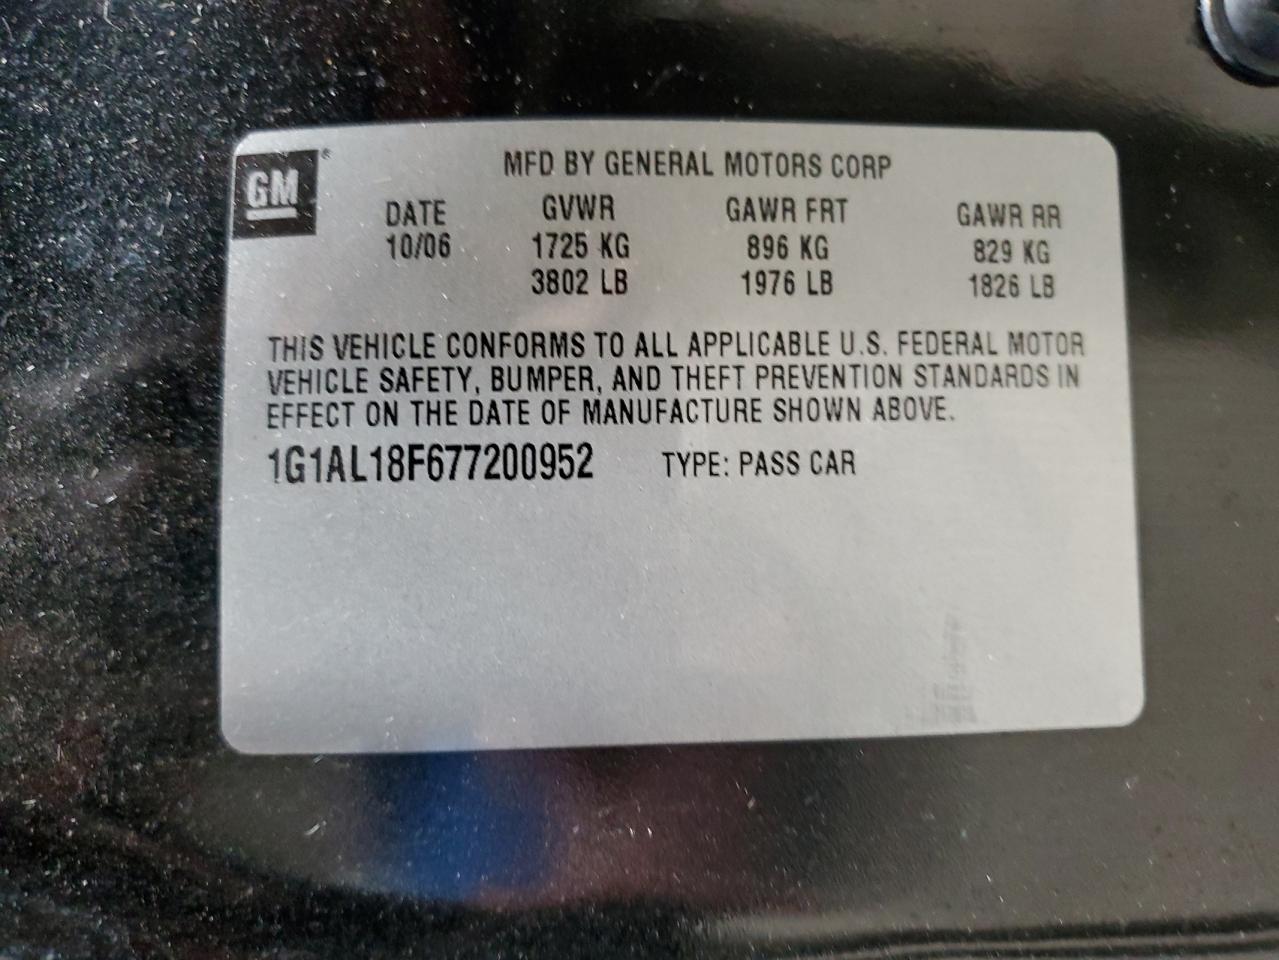 GM®
MFD BY GENERAL MOTORS CORP
DATE GVWR GAWR FRT GAWR RR
10/06 1725 KG 896 KG 829 KG
3802 LB 1976 LB 1826 LB
THIS VEHICLE CONFORMS TO ALL APPLICABLE U.S. FEDERAL MOTOR
VEHICLE SAFETY, BUMPER, AND THEFT PREVENTION STANDARDS IN
EFFECT ON THE DATE OF MANUFACTURE SHOWN ABOVE.
1G1AL18F677200952 TYPE: PASS CAR